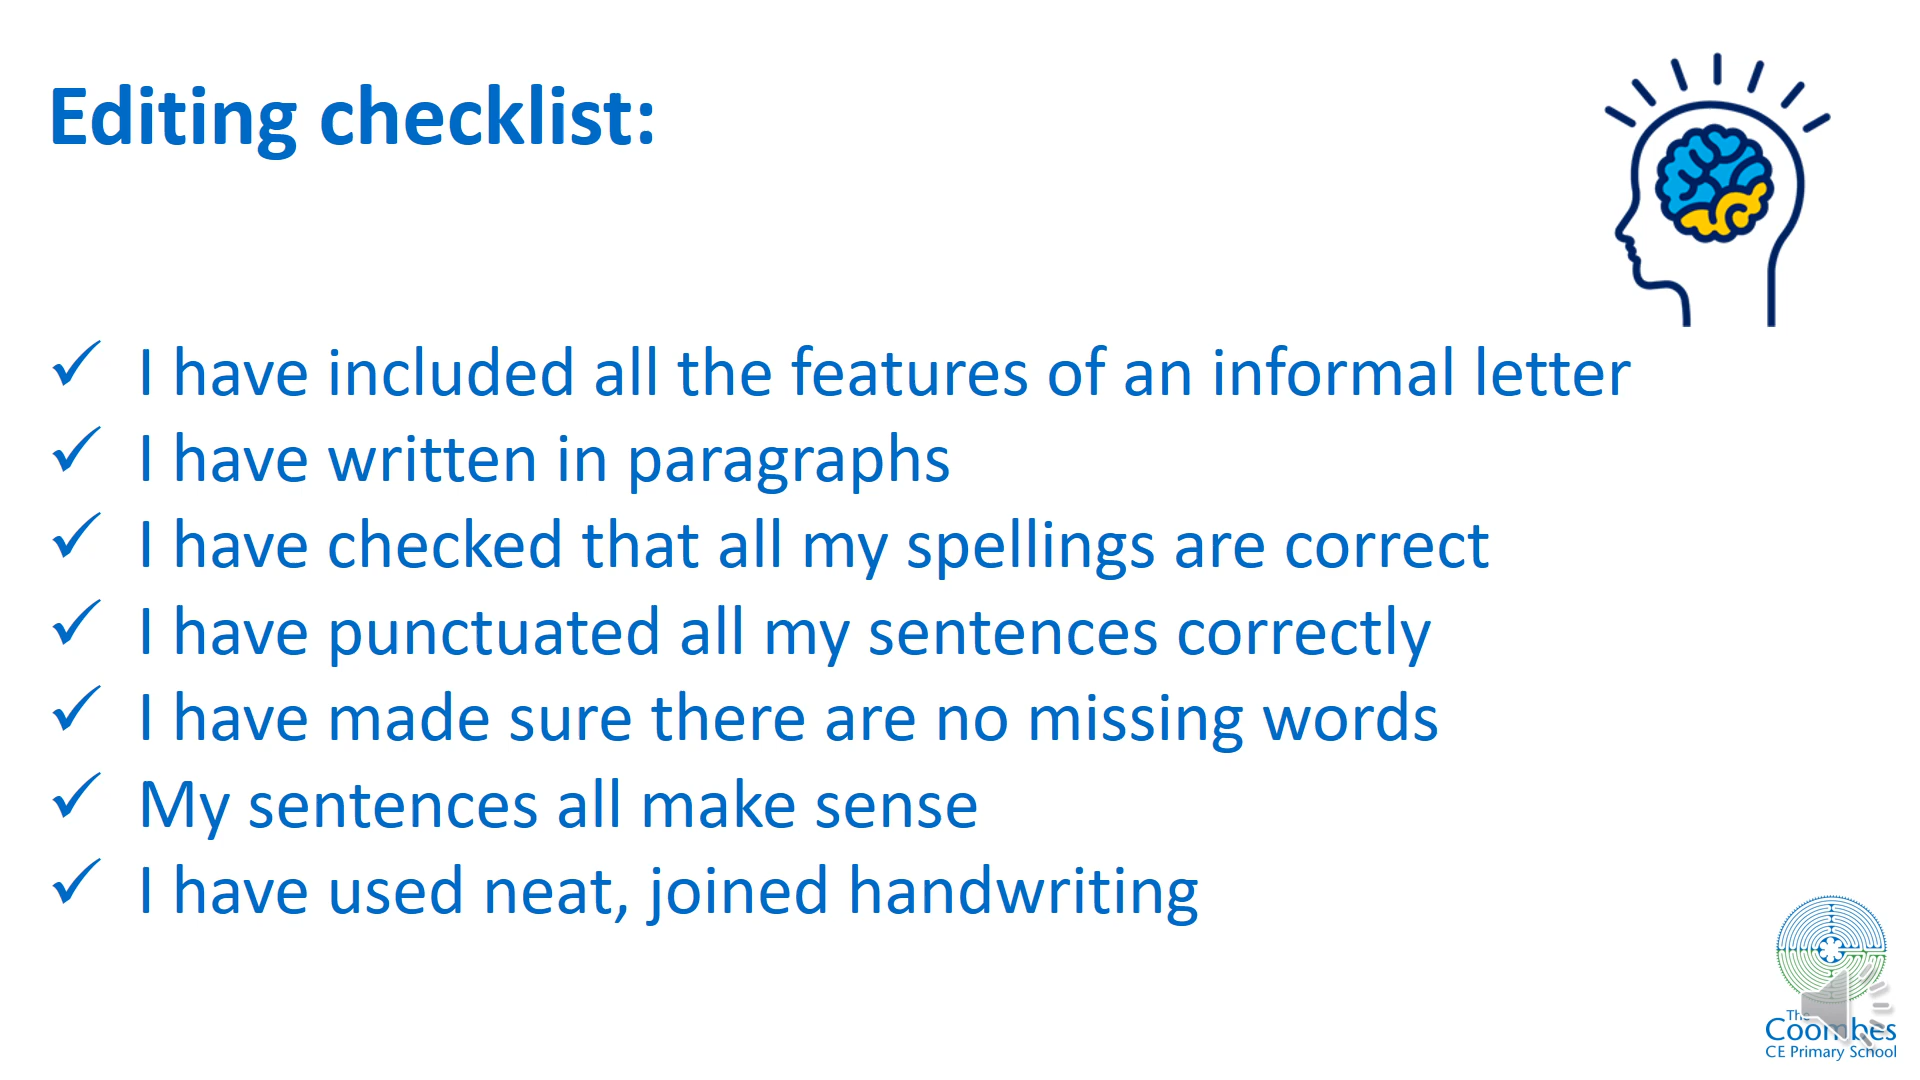 Editing checklist:
✓ I have included all the features of an informal letter
✓ I have written in paragraphs
✓ I have checked that all my spellings are correct
✓ I have punctuated all my sentences correctly
✓ I have made sure there are no missing words
✓ My sentences all make sense
✓ I have used neat, joined handwriting
The
Coombes
CE Primary School